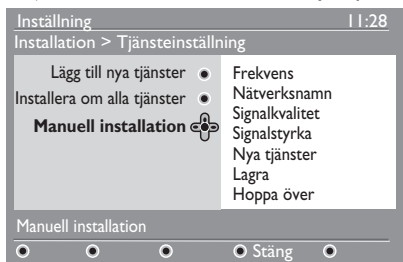 Inställning 11:28
Installation > Tjänsteinställning
Lägg till nya tjänster
Installera om alla tjänster
Manuell installation
Frekvens
Nätverksnamn
Signalkvalitet
Signalstyrka
Nya tjänster
Lagra
Hoppa över
Manuell installation
Stäng